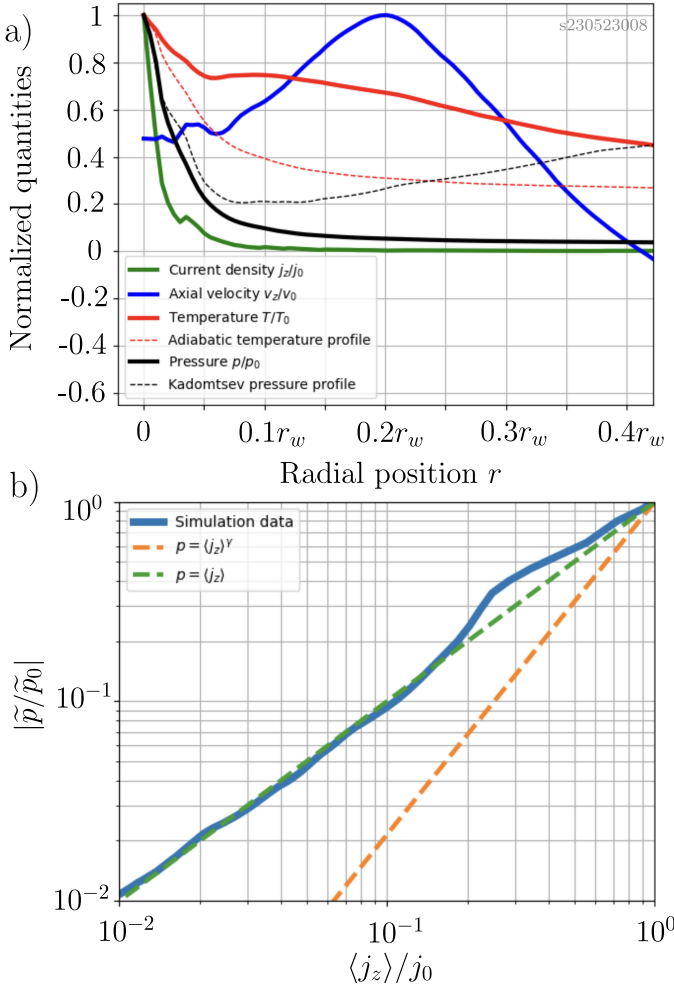 a)
s230523008
Normalized quantities
1
0.8
0.6
0.4
0.2
0
-0.2
-0.4
-0.6
Current density j_z/j_0
Axial velocity v_z/v_0
Temperature T/T_0
Adiabatic temperature profile
Pressure p/p_0
Kadomtsev pressure profile
0 0.1r_w 0.2r_w 0.3r_w 0.4r_w
Radial position r
b)
|p̃/p̃_0|
10^0
10^{-1}
10^{-2}
Simulation data
p = ⟨j_z⟩^γ
p = ⟨j_z⟩
10^{-2} 10^{-1} 10^0
⟨j_z⟩/j_0